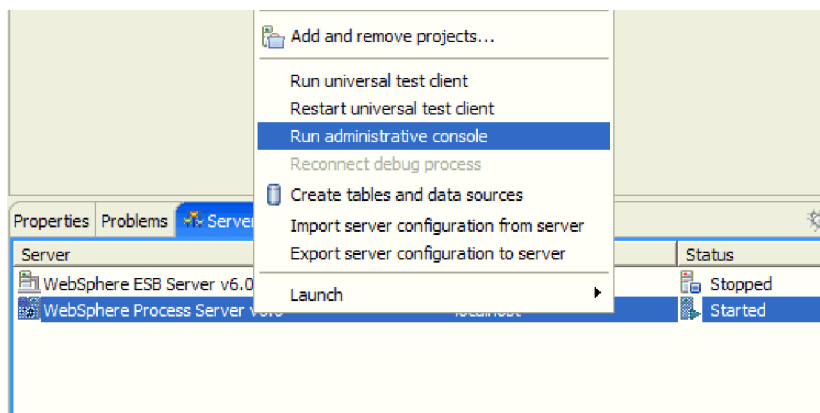 Add and remove projects...
Run universal test client
Restart universal test client
Run administrative console
Reconnect debug process
Create tables and data sources
Import server configuration from server
Export server configuration to server
Launch
Properties Problems
Server Status
WebSphere ESB Server v6.0 Stopped
WebSphere Process Server Started